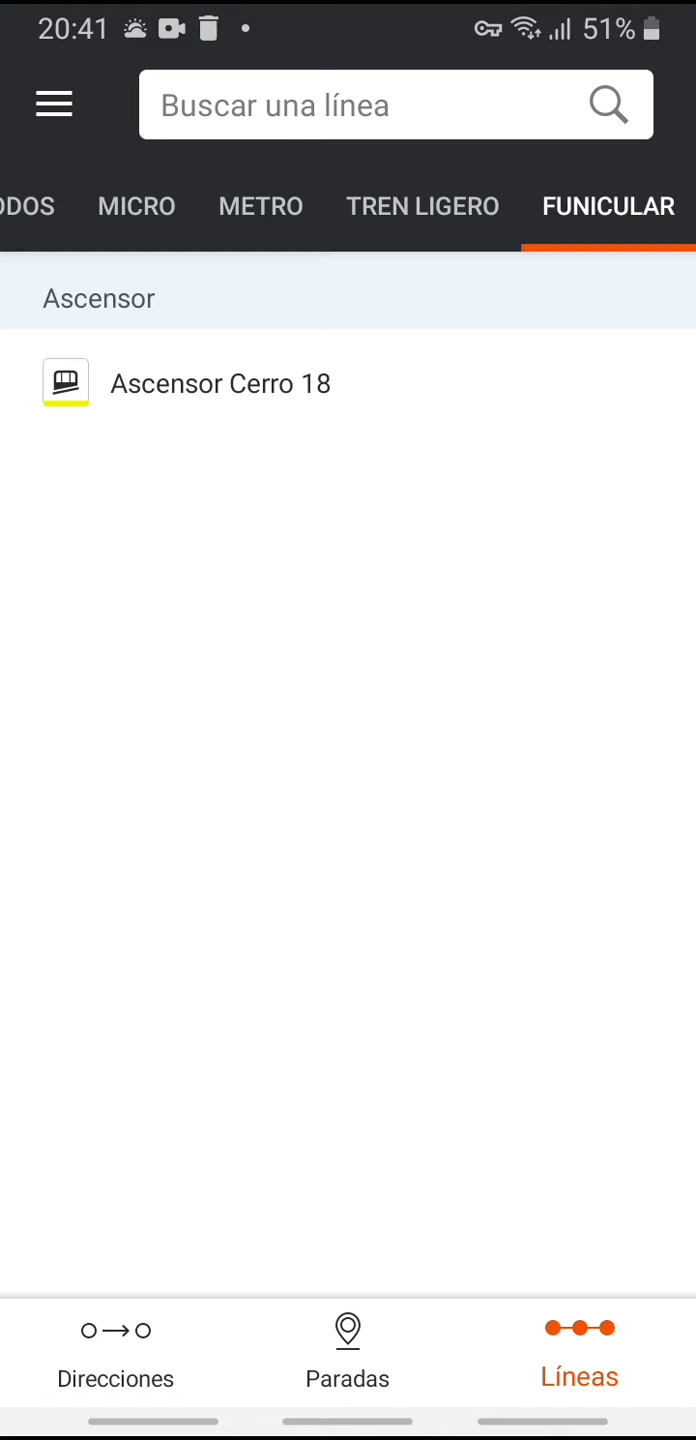 20:41 51%
Buscar una línea
ODOS MICRO METRO TREN LIGERO FUNICULAR
Ascensor
Ascensor Cerro 18
Direcciones Paradas Líneas